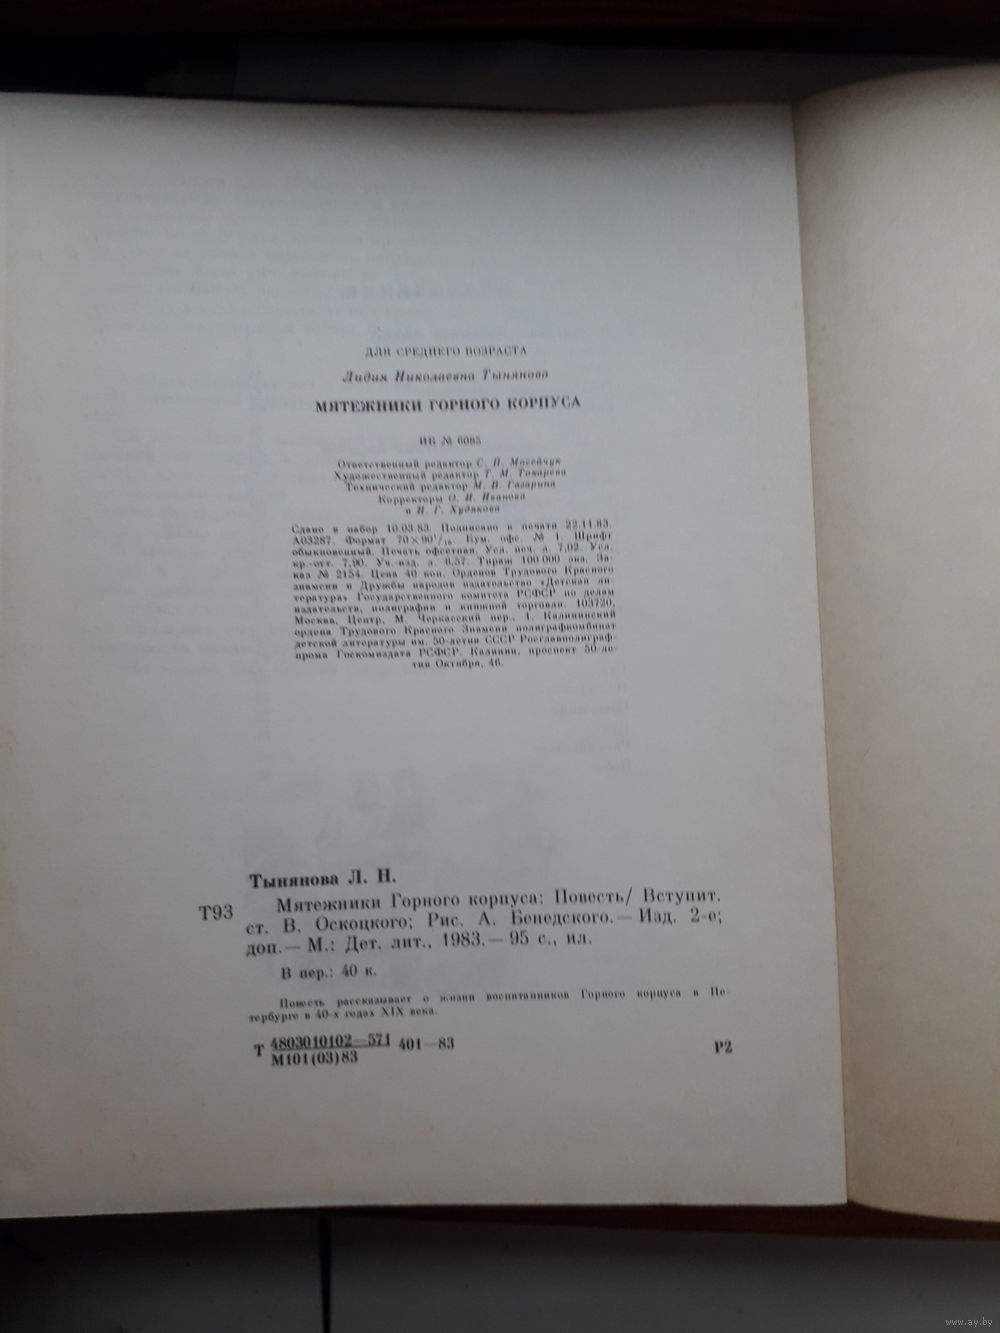 ДЛЯ СРЕДНЕГО ВОЗРАСТА
Лидия Николаевна Тынянова
МЯТЕЖНИКИ ГОРНОГО КОРПУСА
ИБ № 6085
Ответственный редактор С. П. Мосейчук
Художественный редактор Т. М. Токарева
Технический редактор М. В. Гагарина
Корректоры О. И. Иванова
и Н. Г. Худякова
Сдано в набор 10.03.83. Подписано к печати 22.11.83.
А03287. Формат 70×90¹/₁₆. Бум. офс. № 1. Шрифт
обыкновенный. Печать офсетная. Усл. печ. л. 7,02. Усл.
кр.-отт. 7,90. Уч.-изд. л. 6,57. Тираж 100 000 экз. За-
каз № 2154. Цена 40 коп. Орденов Трудового Красного
знамени и Дружбы народов издательство «Детская ли-
тература» Государственного комитета РСФСР по делам
издательств, полиграфии и книжной торговли. 103720,
Москва, Центр, М. Черкасский пер., 1. Калининский
ордена Трудового Красного Знамени полиграфкомбинат
детской литературы им. 50-летия СССР Росглавполиграф-
прома Госкомиздата РСФСР. Калинин, проспект 50-ле-
тия Октября, 46.
Тынянова Л. Н.
Т93 Мятежники Горного корпуса: Повесть/ Вступит.
ст. В. Оскоцкого; Рис. А. Бенедского.— Изд. 2-е;
доп.— М.: Дет. лит., 1983.— 95 с., ил.
В пер.: 40 к.
Повесть рассказывает о жизни воспитанников Горного корпуса в Пе-
тербурге в 40-х годах XIX века.
Т 4803010102—571 401—83 Р2
М101(03)83
www.ay.by